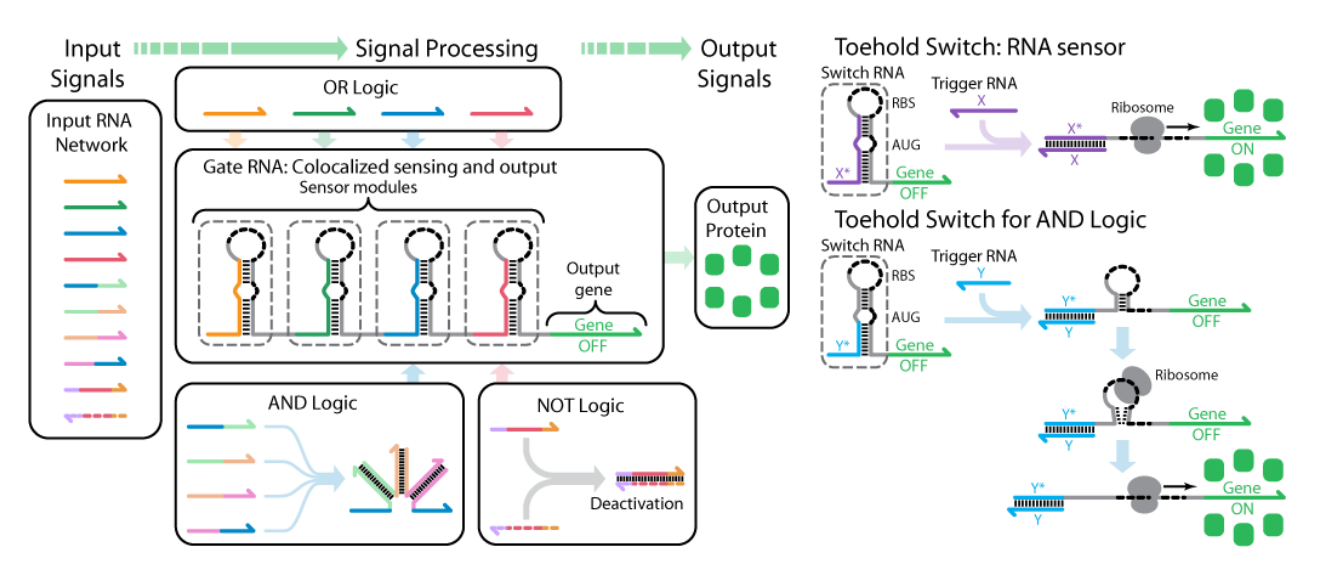 Input
Signals
Signal Processing
Output
Signals
Input RNA
Network
OR Logic
Gate RNA: Colocalized sensing and output
Sensor modules
Output
gene
Gene
OFF
Output
Protein
AND Logic
NOT Logic
Deactivation
Toehold Switch: RNA sensor
Switch RNA
RBS
AUG
X*
Gene
OFF
Trigger RNA
X
X*
X
Ribosome
Gene
ON
Toehold Switch for AND Logic
Switch RNA
RBS
AUG
Y*
Gene
OFF
Trigger RNA
Y
Y*
Y
Gene
OFF
Ribosome
Y*
Y
Gene
OFF
Y*
Y
Gene
ON